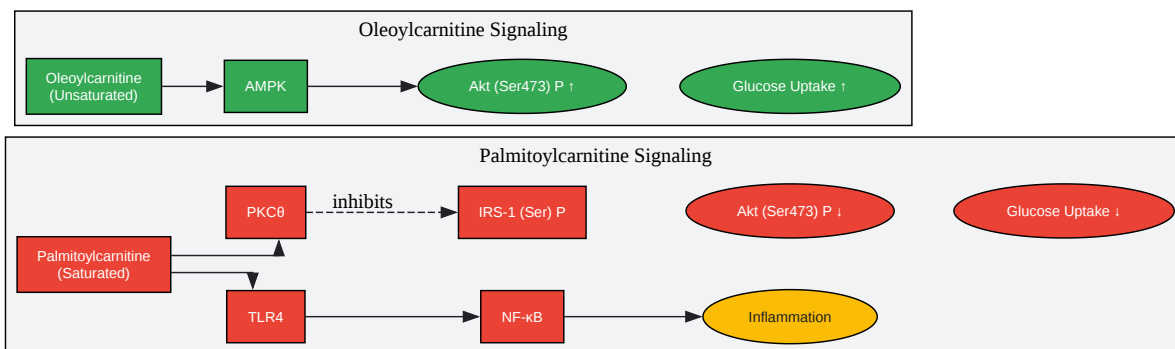 Oleoylcarnitine Signaling
Oleoylcarnitine
(Unsaturated)
AMPK
Akt (Ser473) P ↑
Glucose Uptake ↑
Palmitoylcarnitine Signaling
PKCθ
inhibits
IRS-1 (Ser) P
Akt (Ser473) P ↓
Glucose Uptake ↓
Palmitoylcarnitine
(Saturated)
TLR4
NF-κB
Inflammation